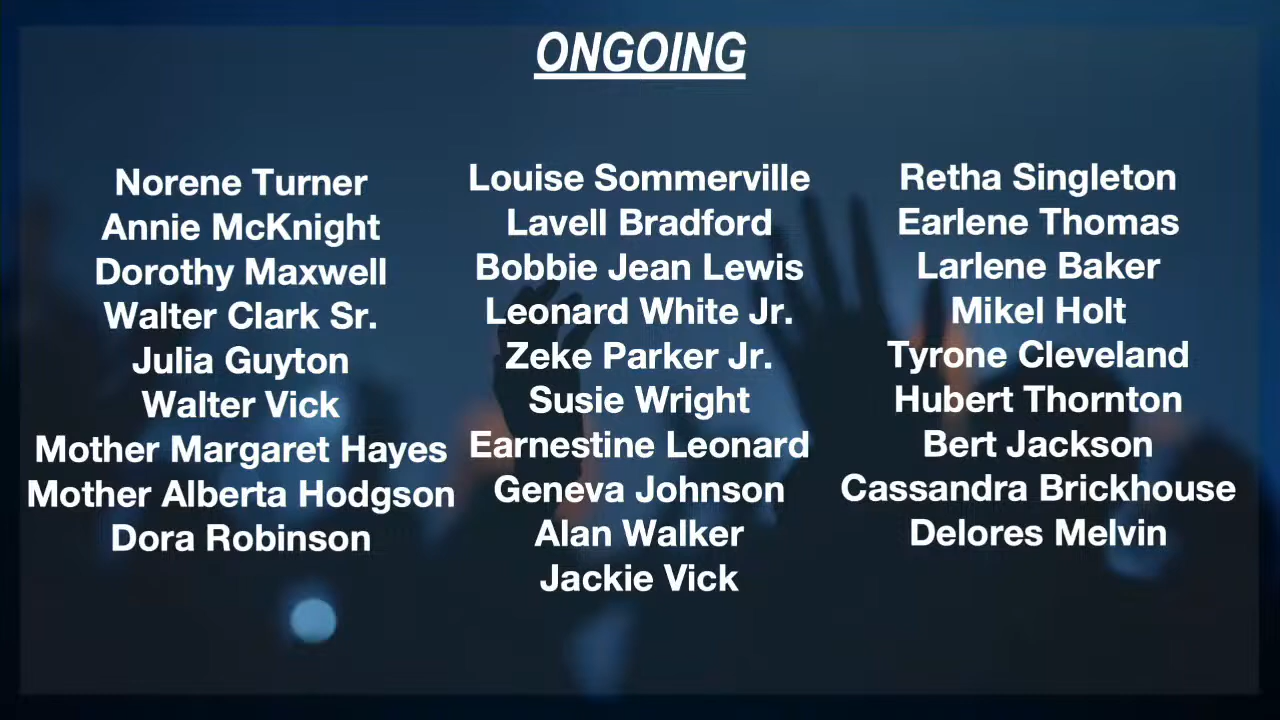 ONGOING
Norene Turner
Annie McKnight
Dorothy Maxwell
Walter Clark Sr.
Julia Guyton
Walter Vick
Mother Margaret Hayes
Mother Alberta Hodgson
Dora Robinson
Louise Sommerville
Lavell Bradford
Bobbie Jean Lewis
Leonard White Jr.
Zeke Parker Jr.
Susie Wright
Earnestine Leonard
Geneva Johnson
Alan Walker
Jackie Vick
Retha Singleton
Earlene Thomas
Larlene Baker
Mikel Holt
Tyrone Cleveland
Hubert Thornton
Bert Jackson
Cassandra Brickhouse
Delores Melvin